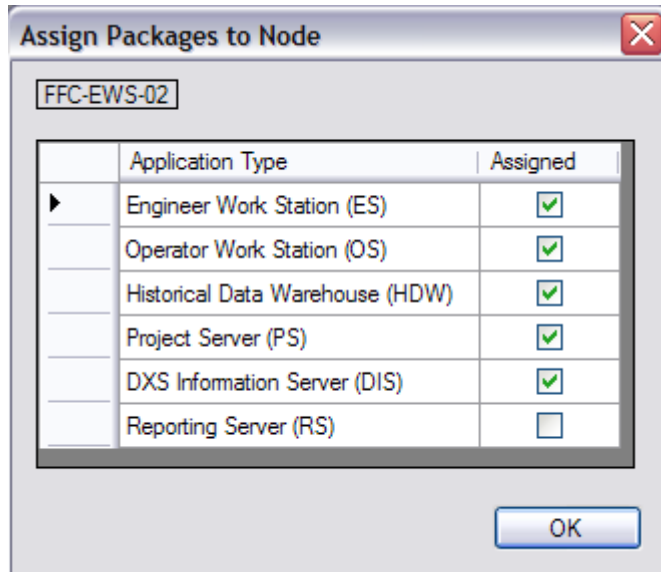 Assign Packages to Node
FFC-EWS-02
Application Type Assigned
Engineer Work Station (ES)
Operator Work Station (OS)
Historical Data Warehouse (HDW)
Project Server (PS)
DXS Information Server (DIS)
Reporting Server (RS)
OK